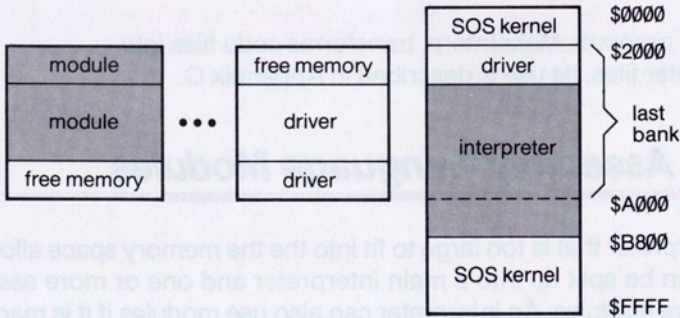 module
module
free memory
•••
free memory
driver
driver
SOS kernel
driver
interpreter
SOS kernel
$0000
$2000
last
bank
$A000
$B800
$FFFF